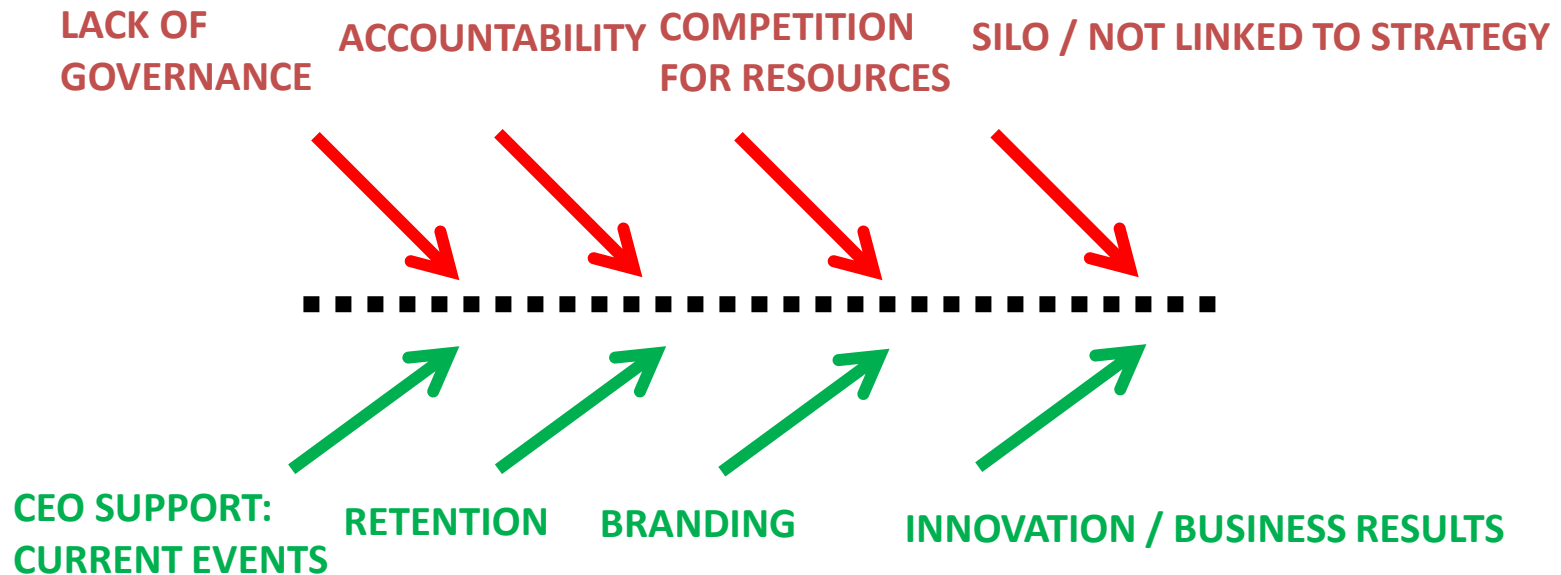 LACK OF
GOVERNANCE
ACCOUNTABILITY
COMPETITION
FOR RESOURCES
SILO / NOT LINKED TO STRATEGY
CEO SUPPORT:
CURRENT EVENTS
RETENTION
BRANDING
INNOVATION / BUSINESS RESULTS